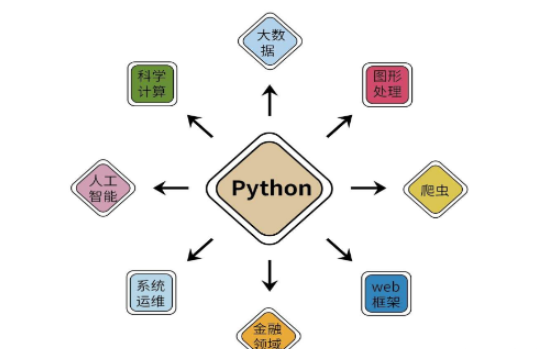 大数
据
科学
计算
图形
处理
人工
智能
Python
爬虫
系统
运维
web
框架
金融
领域